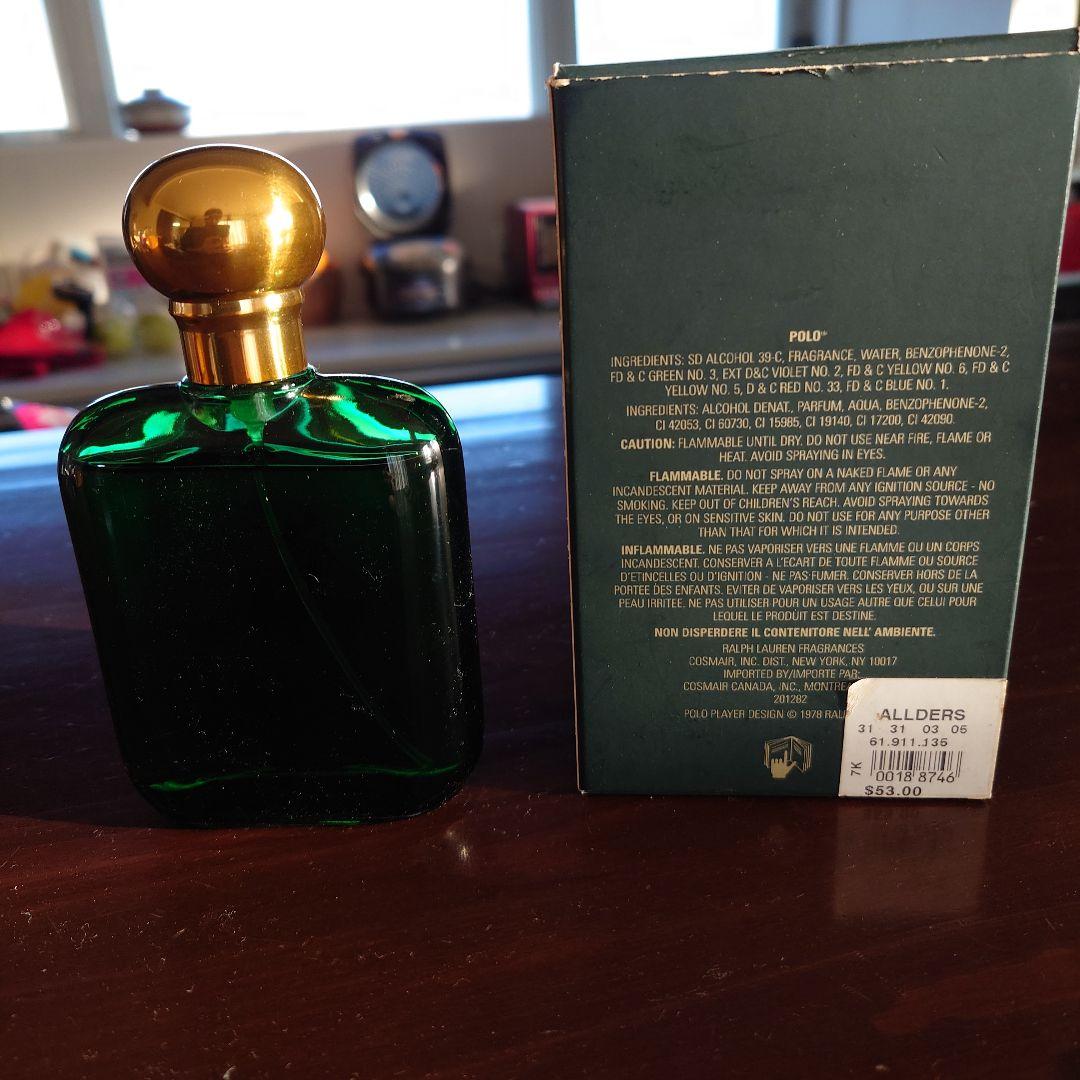 POLO™
INGREDIENTS: SD ALCOHOL 39-C, FRAGRANCE, WATER, BENZOPHENONE-2,
FD & C GREEN NO. 3, EXT D&C VIOLET NO. 2, FD & C YELLOW NO. 6, FD & C
YELLOW NO. 5, D & C RED NO. 33, FD & C BLUE NO. 1.
INGREDIENTS: ALCOHOL DENAT., PARFUM, AQUA, BENZOPHENONE-2,
CI 42053, CI 60730, CI 15985, CI 19140, CI 17200, CI 42090.
CAUTION: FLAMMABLE UNTIL DRY. DO NOT USE NEAR FIRE, FLAME OR
HEAT. AVOID SPRAYING IN EYES.
FLAMMABLE. DO NOT SPRAY ON A NAKED FLAME OR ANY
INCANDESCENT MATERIAL. KEEP AWAY FROM ANY IGNITION SOURCE - NO
SMOKING. KEEP OUT OF CHILDREN'S REACH. AVOID SPRAYING TOWARDS
THE EYES, OR ON SENSITIVE SKIN. DO NOT USE FOR ANY PURPOSE OTHER
THAN THAT FOR WHICH IT IS INTENDED.
INFLAMMABLE. NE PAS VAPORISER VERS UNE FLAMME OU UN CORPS
INCANDESCENT. CONSERVER A L'ECART DE TOUTE FLAMME OU SOURCE
D'ETINCELLES OU D'IGNITION - NE PAS FUMER. CONSERVER HORS DE LA
PORTEE DES ENFANTS. EVITER DE VAPORISER VERS LES YEUX, OU SUR UNE
PEAU IRRITEE. NE PAS UTILISER POUR UN USAGE AUTRE QUE CELUI POUR
LEQUEL LE PRODUIT EST DESTINE.
NON DISPERDERE IL CONTENITORE NELL' AMBIENTE.
RALPH LAUREN FRAGRANCES
COSMAIR, INC. DIST., NEW YORK, NY 10017
IMPORTED BY/IMPORTE PAR:
COSMAIR CANADA, INC., MONTRE
201282
POLO PLAYER DESIGN © 1978 RAL
ALLDERS
31 31 03 05
61.911.135
7K
0018 8746
$53.00